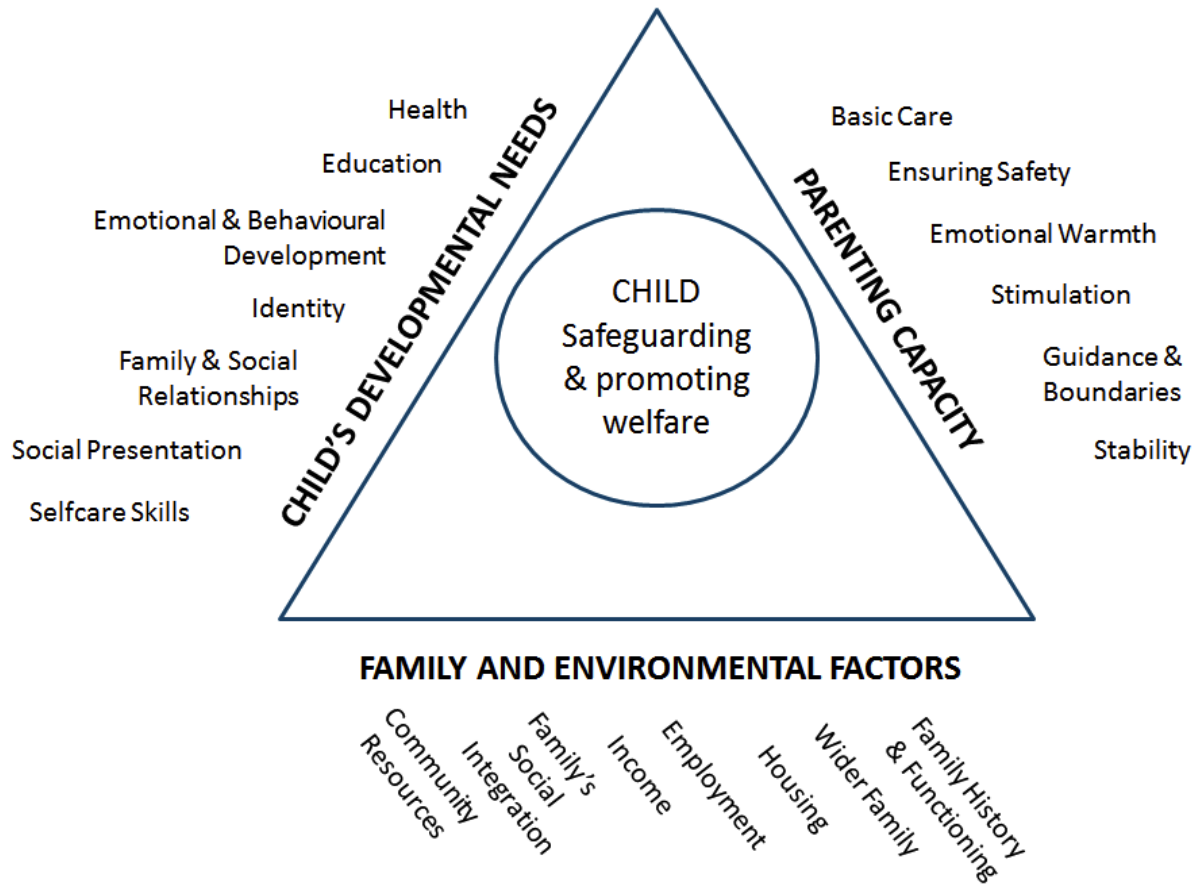 Health
Education
Emotional & Behavioural
Development
Identity
Family & Social
Relationships
Social Presentation
Selfcare Skills
CHILD'S DEVELOPMENTAL NEEDS
CHILD
Safeguarding
& promoting
welfare
PARENTING CAPACITY
Basic Care
Ensuring Safety
Emotional Warmth
Stimulation
Guidance &
Boundaries
Stability
FAMILY AND ENVIRONMENTAL FACTORS
Community
Resources
Family's
Social
Integration
Income
Employment
Housing
Wider Family
Family History
& Functioning